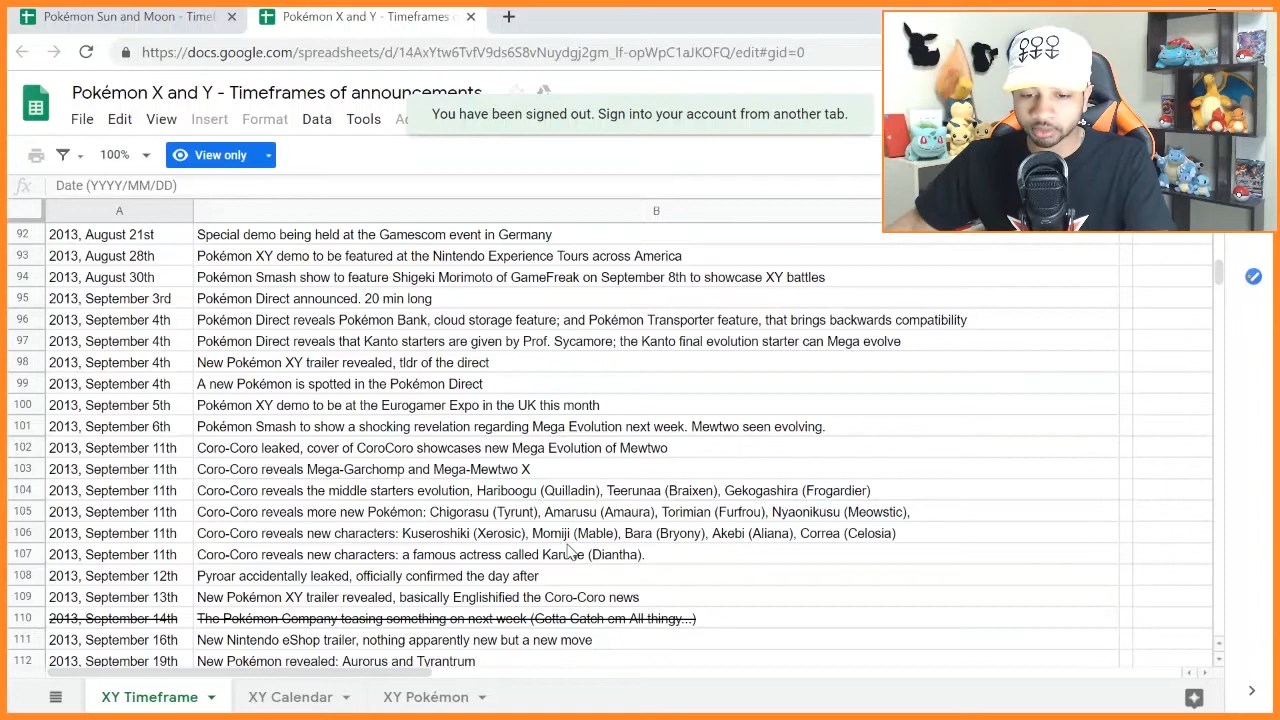 Pokémon Sun and Moon - Timef
Pokémon X and Y - Timeframes of
https://docs.google.com/spreadsheets/d/14AxYtw6TvfV9ds6S8vNuydgj2gm_lf-opWpC1aJKOFQ/edit#gid=0
Pokémon X and Y - Timeframes of announcements
You have been signed out. Sign into your account from another tab.
File Edit View Insert Format Data Tools
100% View only
fx Date (YYYY/MM/DD)
A B
92 2013, August 21st Special demo being held at the Gamescom event in Germany
93 2013, August 28th Pokémon XY demo to be featured at the Nintendo Experience Tours across America
94 2013, August 30th Pokémon Smash show to feature Shigeki Morimoto of GameFreak on September 8th to showcase XY battles
95 2013, September 3rd Pokémon Direct announced. 20 min long
96 2013, September 4th Pokémon Direct reveals Pokémon Bank, cloud storage feature; and Pokémon Transporter feature, that brings backwards compatibility
97 2013, September 4th Pokémon Direct reveals that Kanto starters are given by Prof. Sycamore; the Kanto final evolution starter can Mega evolve
98 2013, September 4th New Pokémon XY trailer revealed, tldr of the direct
99 2013, September 4th A new Pokémon is spotted in the Pokémon Direct
100 2013, September 5th Pokémon XY demo to be at the Eurogamer Expo in the UK this month
101 2013, September 6th Pokémon Smash to show a shocking revelation regarding Mega Evolution next week. Mewtwo seen evolving.
102 2013, September 11th Coro-Coro leaked, cover of CoroCoro showcases new Mega Evolution of Mewtwo
103 2013, September 11th Coro-Coro reveals Mega-Garchomp and Mega-Mewtwo X
104 2013, September 11th Coro-Coro reveals the middle starters evolution, Hariboogu (Quilladin), Teerunaa (Braixen), Gekogashira (Frogardier)
105 2013, September 11th Coro-Coro reveals more new Pokémon: Chigorasu (Tyrunt), Amarusu (Amaura), Torimian (Furfrou), Nyaonikusu (Meowstic),
106 2013, September 11th Coro-Coro reveals new characters: Kuseroshiki (Xerosic), Momiji (Mable), Bara (Bryony), Akebi (Aliana), Correa (Celosia)
107 2013, September 11th Coro-Coro reveals new characters: a famous actress called (Diantha).
108 2013, September 12th Pyroar accidentally leaked, officially confirmed the day after
109 2013, September 13th New Pokémon XY trailer revealed, basically Englishified the Coro-Coro news
110 2013, September 14th The Pokémon Company teasing something on next week (Gotta Catch em All thingy...)
111 2013, September 16th New Nintendo eShop trailer, nothing apparently new but a new move
112 2013, September 19th New Pokémon revealed: Aurorus and Tyrantrum
XY Timeframe XY Calendar XY Pokémon